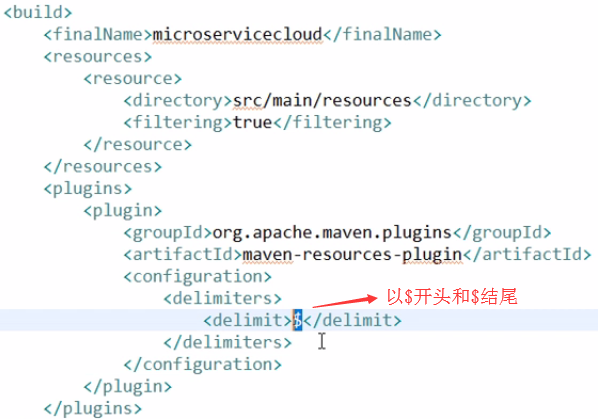 <build>
<finalName>microservicecloud</finalName>
<resources>
<resource>
<directory>src/main/resources</directory>
<filtering>true</filtering>
</resource>
</resources>
<plugins>
<plugin>
<groupId>org.apache.maven.plugins</groupId>
<artifactId>maven-resources-plugin</artifactId>
<configuration>
<delimiters>
<delimit>$</delimit> 以$开头和$结尾
</delimiters>
</configuration>
</plugin>
</plugins>